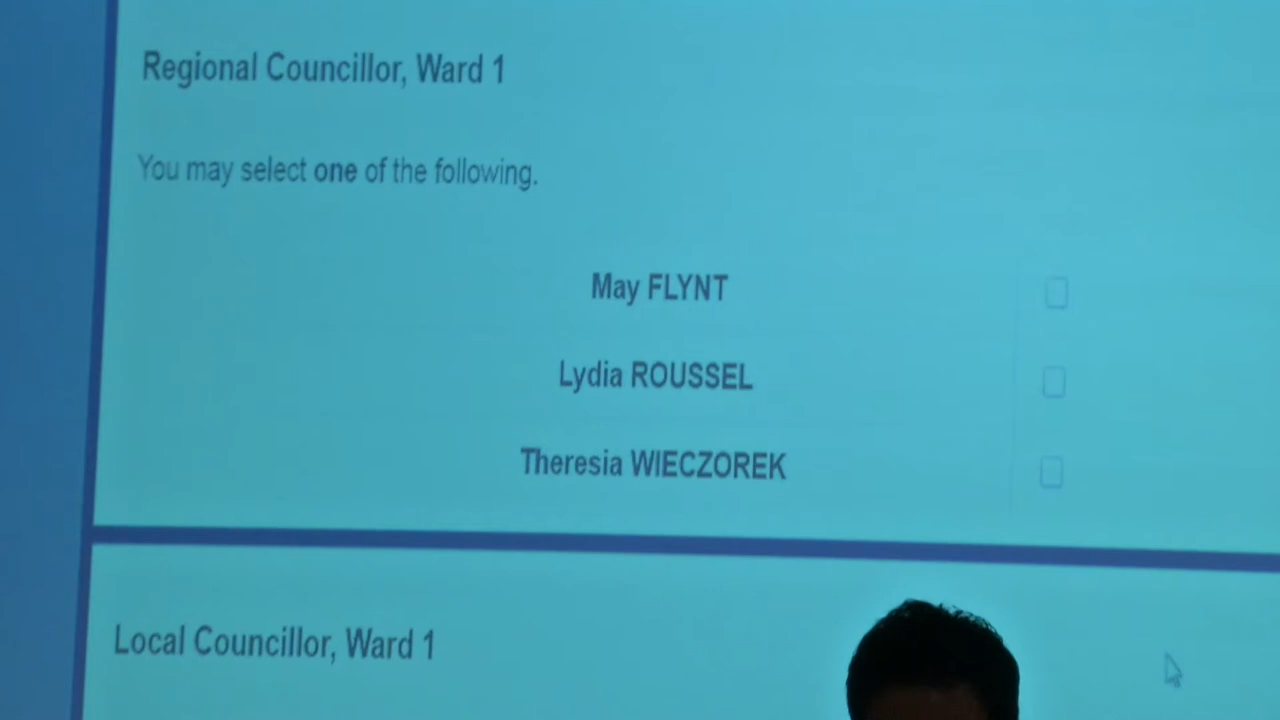 Regional Councillor, Ward 1
You may select one of the following.
May FLYNT
Lydia ROUSSEL
Theresia WIECZOREK
Local Councillor, Ward 1